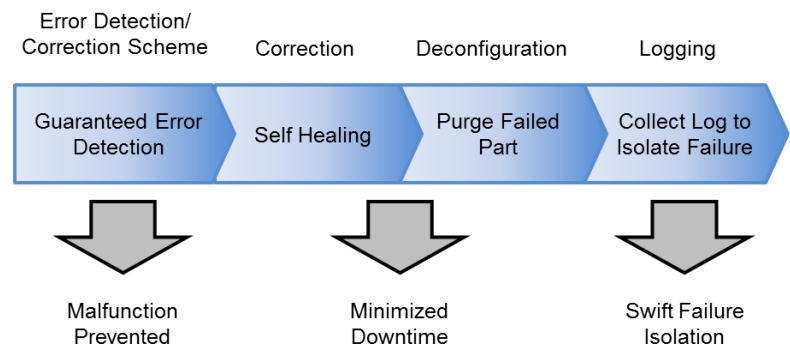 Error Detection/
Correction Scheme
Correction
Deconfiguration
Logging
Guaranteed Error
Detection
Self Healing
Purge Failed
Part
Collect Log to
Isolate Failure
Malfunction
Prevented
Minimized
Downtime
Swift Failure
Isolation